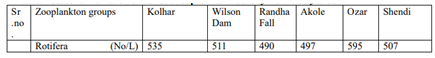 Sr .no . Zooplankton groups Kolhar Wilson Dam Randha Fall Akole Ozar Shendi
Rotifera (No/L) 535 511 490 497 595 507